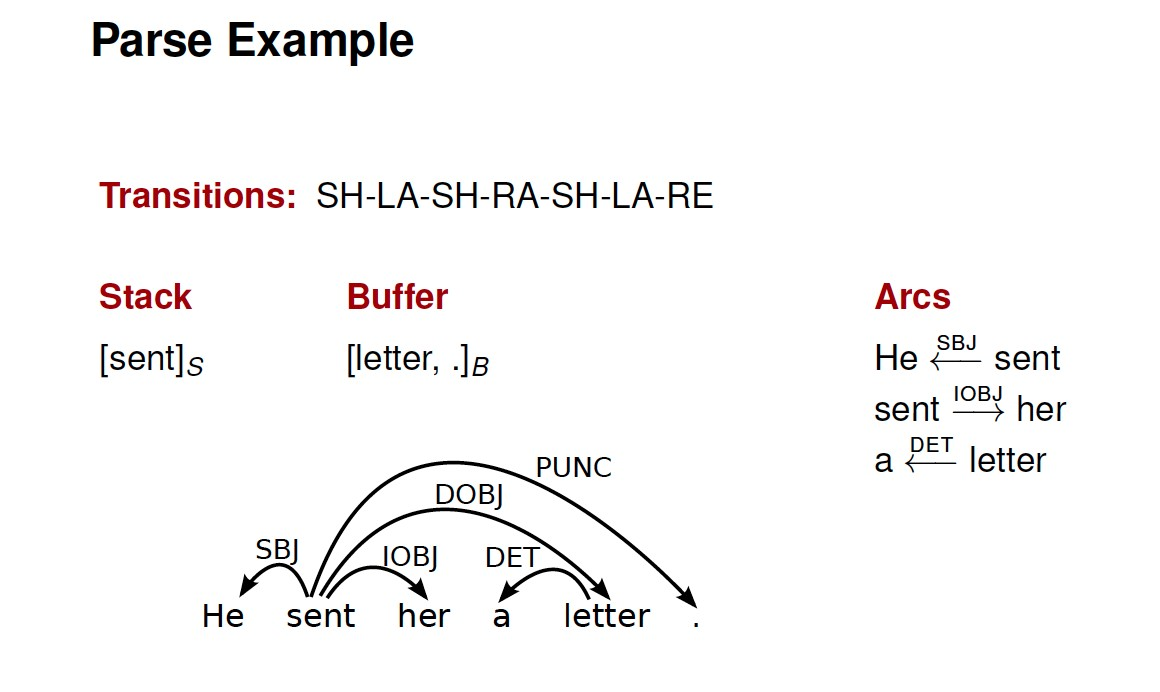 Parse Example
Transitions: SH-LA-SH-RA-SH-LA-RE
Stack Buffer Arcs
[sent]S [letter, .]B He ⟵SBJ sent
sent ⟶IOBJ her
a ⟵DET letter
PUNC
DOBJ
SBJ IOBJ DET
He sent her a letter .